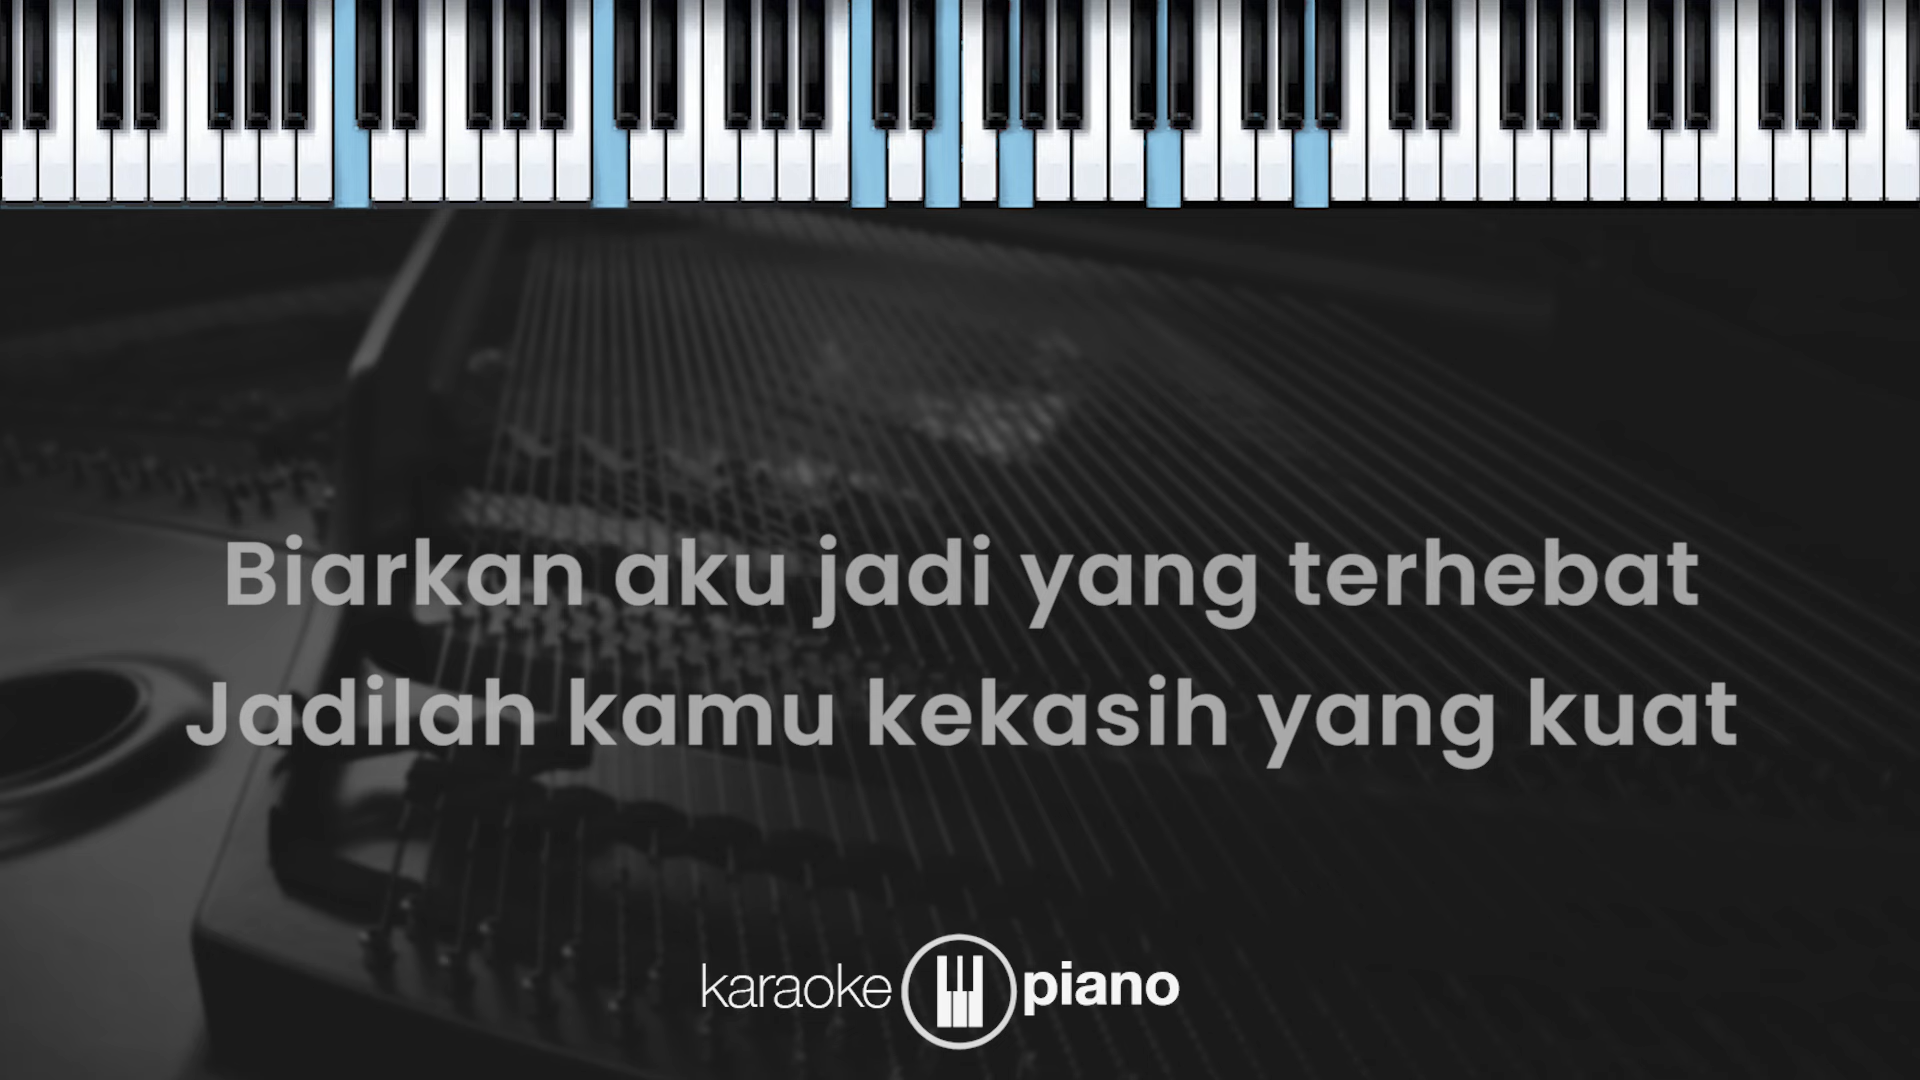 Biarkan aku jadi yang terhebat
Jadilah kamu kekasih yang kuat
karaoke piano